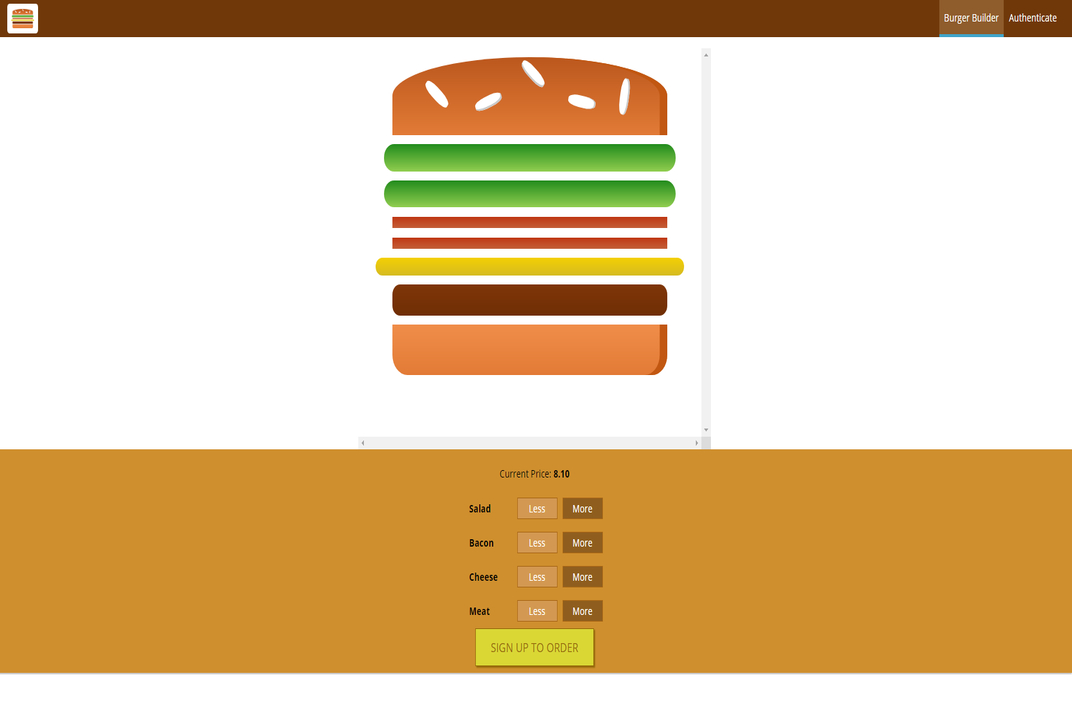 Burger Builder Authenticate
Current Price: 8.10
Salad Less More
Bacon Less More
Cheese Less More
Meat Less More
SIGN UP TO ORDER